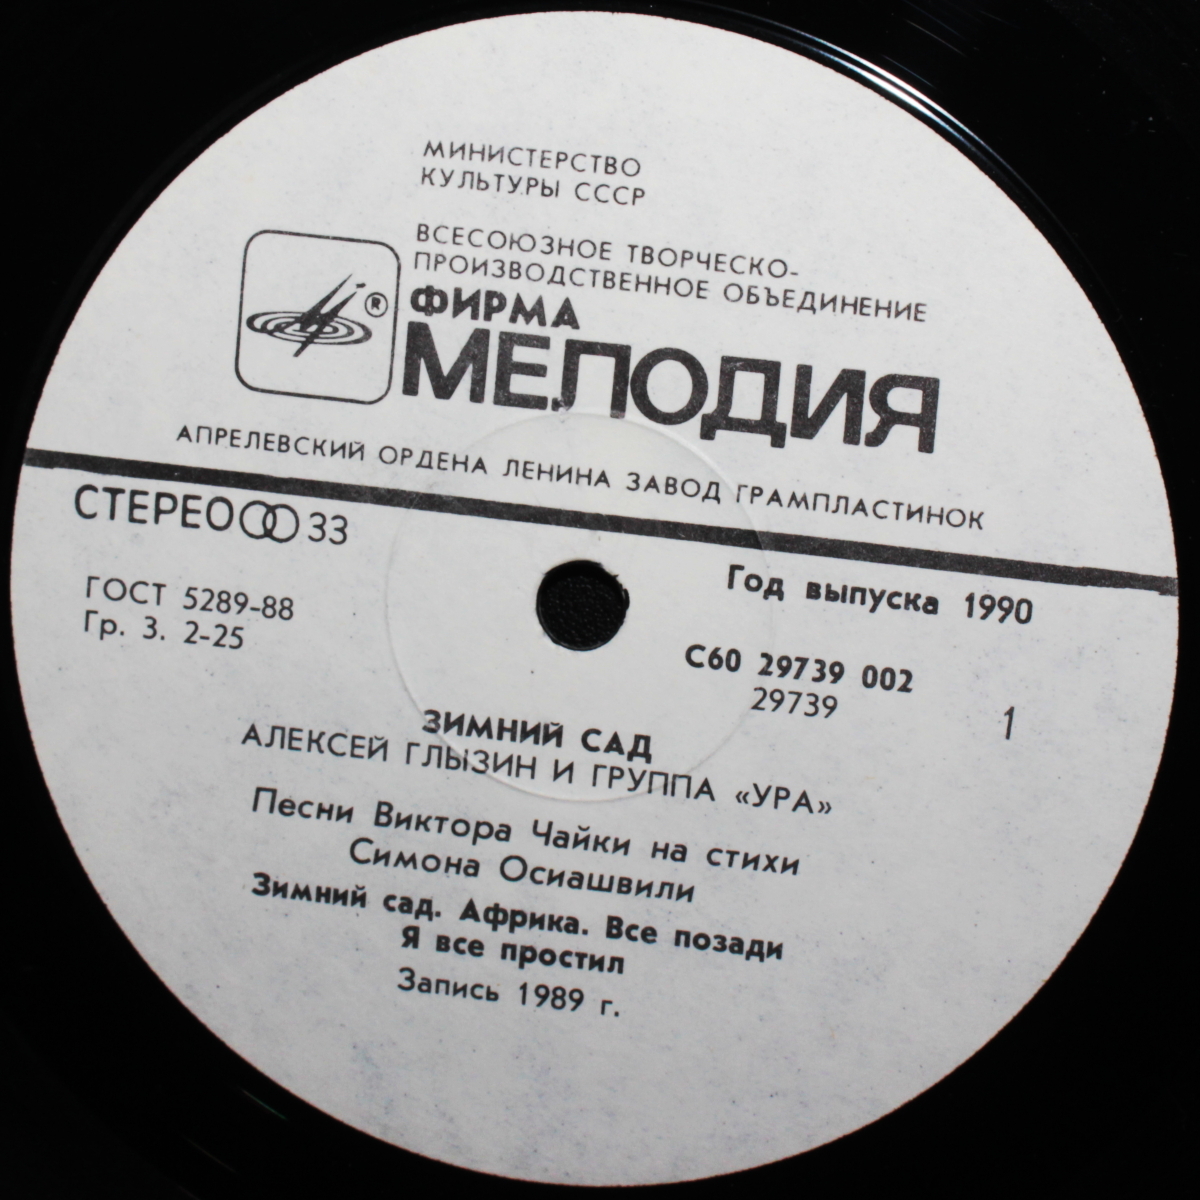 МИНИСТЕРСТВО
КУЛЬТУРЫ СССР
ВСЕСОЮЗНОЕ ТВОРЧЕСКО-
ПРОИЗВОДСТВЕННОЕ ОБЪЕДИНЕНИЕ
®
ФИРМА
МЕЛОДИЯ
АПРЕЛЕВСКИЙ ОРДЕНА ЛЕНИНА ЗАВОД ГРАМПЛАСТИНОК
СТЕРЕО 33
ГОСТ 5289-88
Гр. 3. 2-25
Год выпуска 1990
С60 29739 002
29739
1
ЗИМНИЙ САД
АЛЕКСЕЙ ГЛЫЗИН И ГРУППА «УРА»
Песни Виктора Чайки на стихи
Симона Осиашвили
Зимний сад. Африка. Все позади
Я все простил
Запись 1989 г.